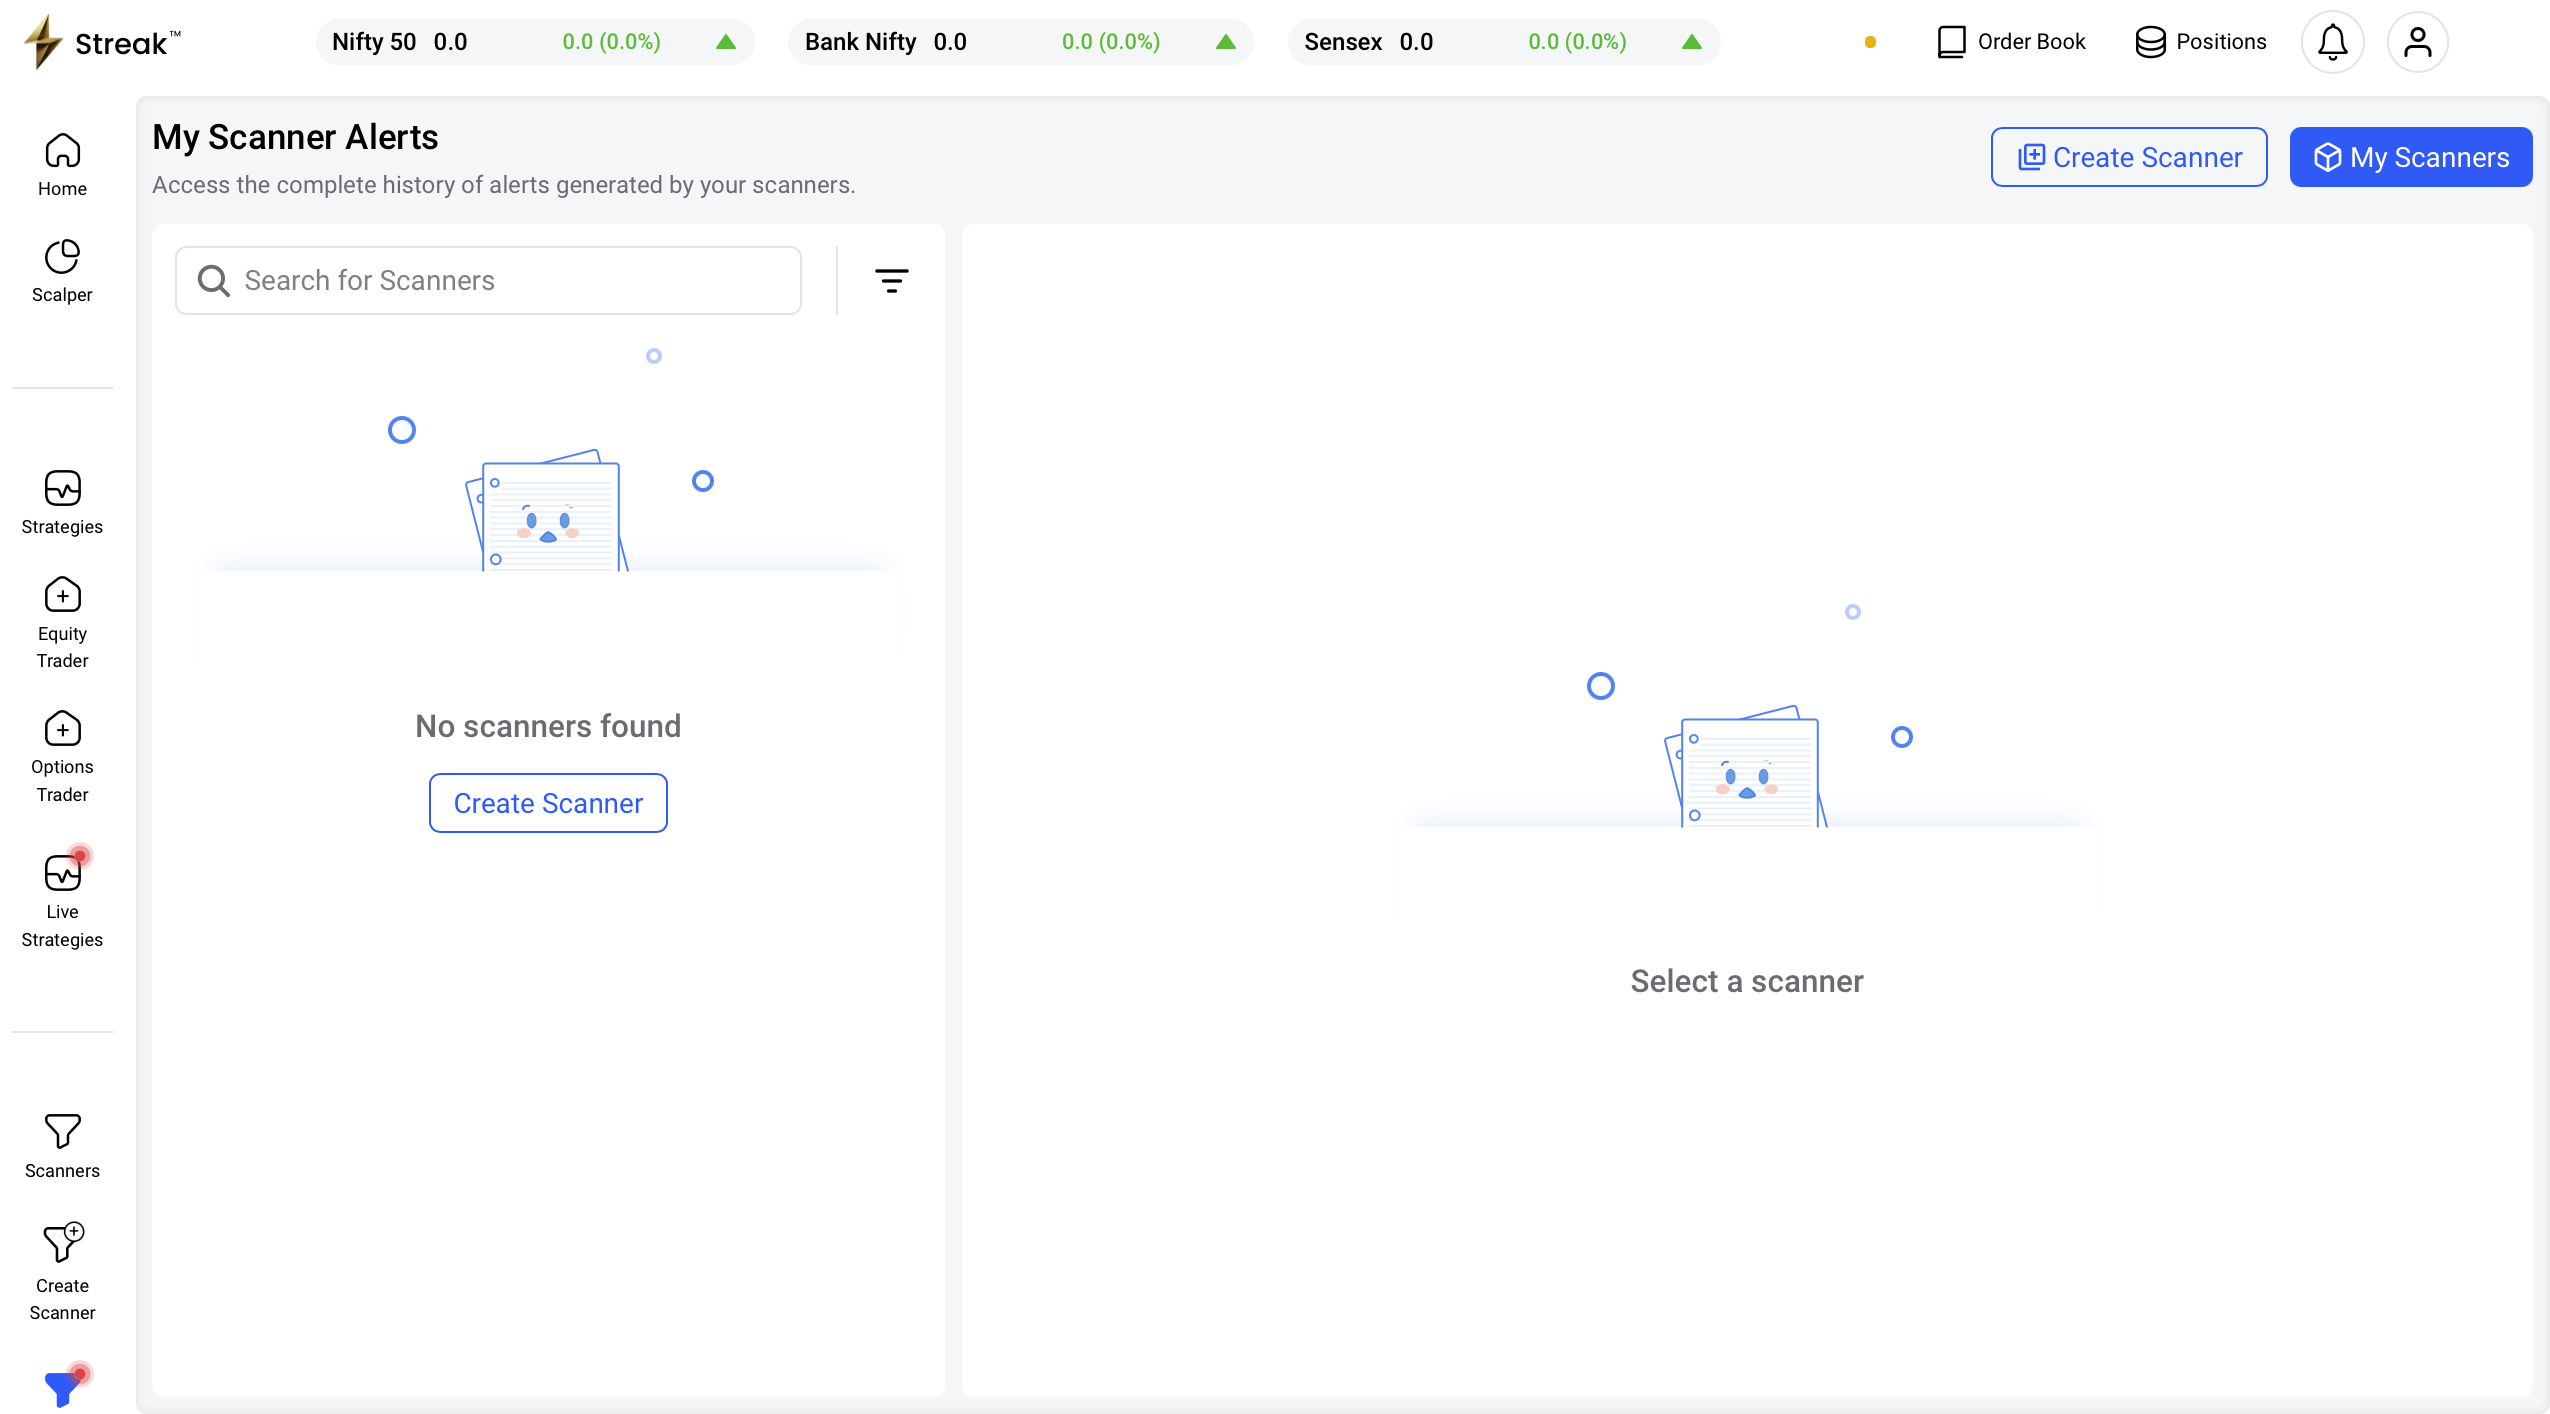 Streak™
Nifty 50 0.0 0.0 (0.0%)
Bank Nifty 0.0 0.0 (0.0%)
Sensex 0.0 0.0 (0.0%)
Order Book
Positions
Home
Scalper
Strategies
Equity
Trader
Options
Trader
Live
Strategies
Scanners
Create
Scanner
My Scanner Alerts
Access the complete history of alerts generated by your scanners.
Create Scanner
My Scanners
Search for Scanners
No scanners found
Create Scanner
Select a scanner